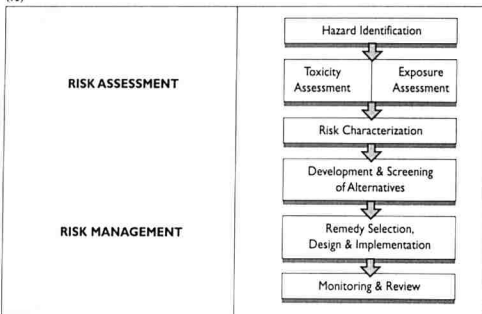 Hazard Identification
RISK ASSESSMENT
Toxicity
Assessment
Exposure
Assessment
Risk Characterization
Development & Screening
of Alternatives
RISK MANAGEMENT
Remedy Selection,
Design & Implementation
Monitoring & Review